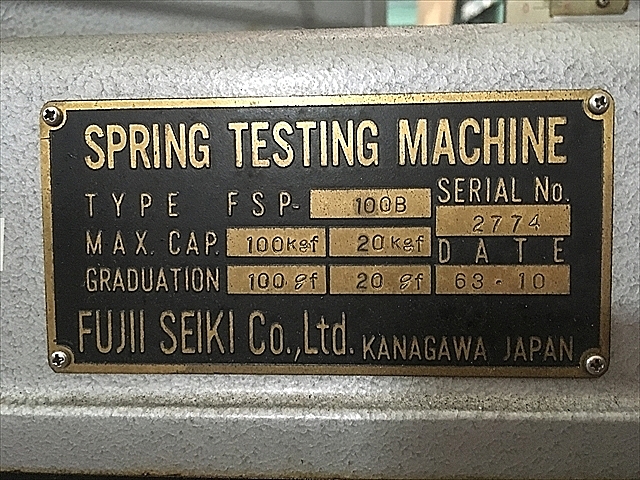 SPRING TESTING MACHINE
TYPE FSP- 100B
SERIAL No.
2774
MAX. CAP. 100kgf 20kgf
DATE
GRADUATION 100gf 20gf 63·10
FUJII SEIKI Co.,Ltd. KANAGAWA JAPAN